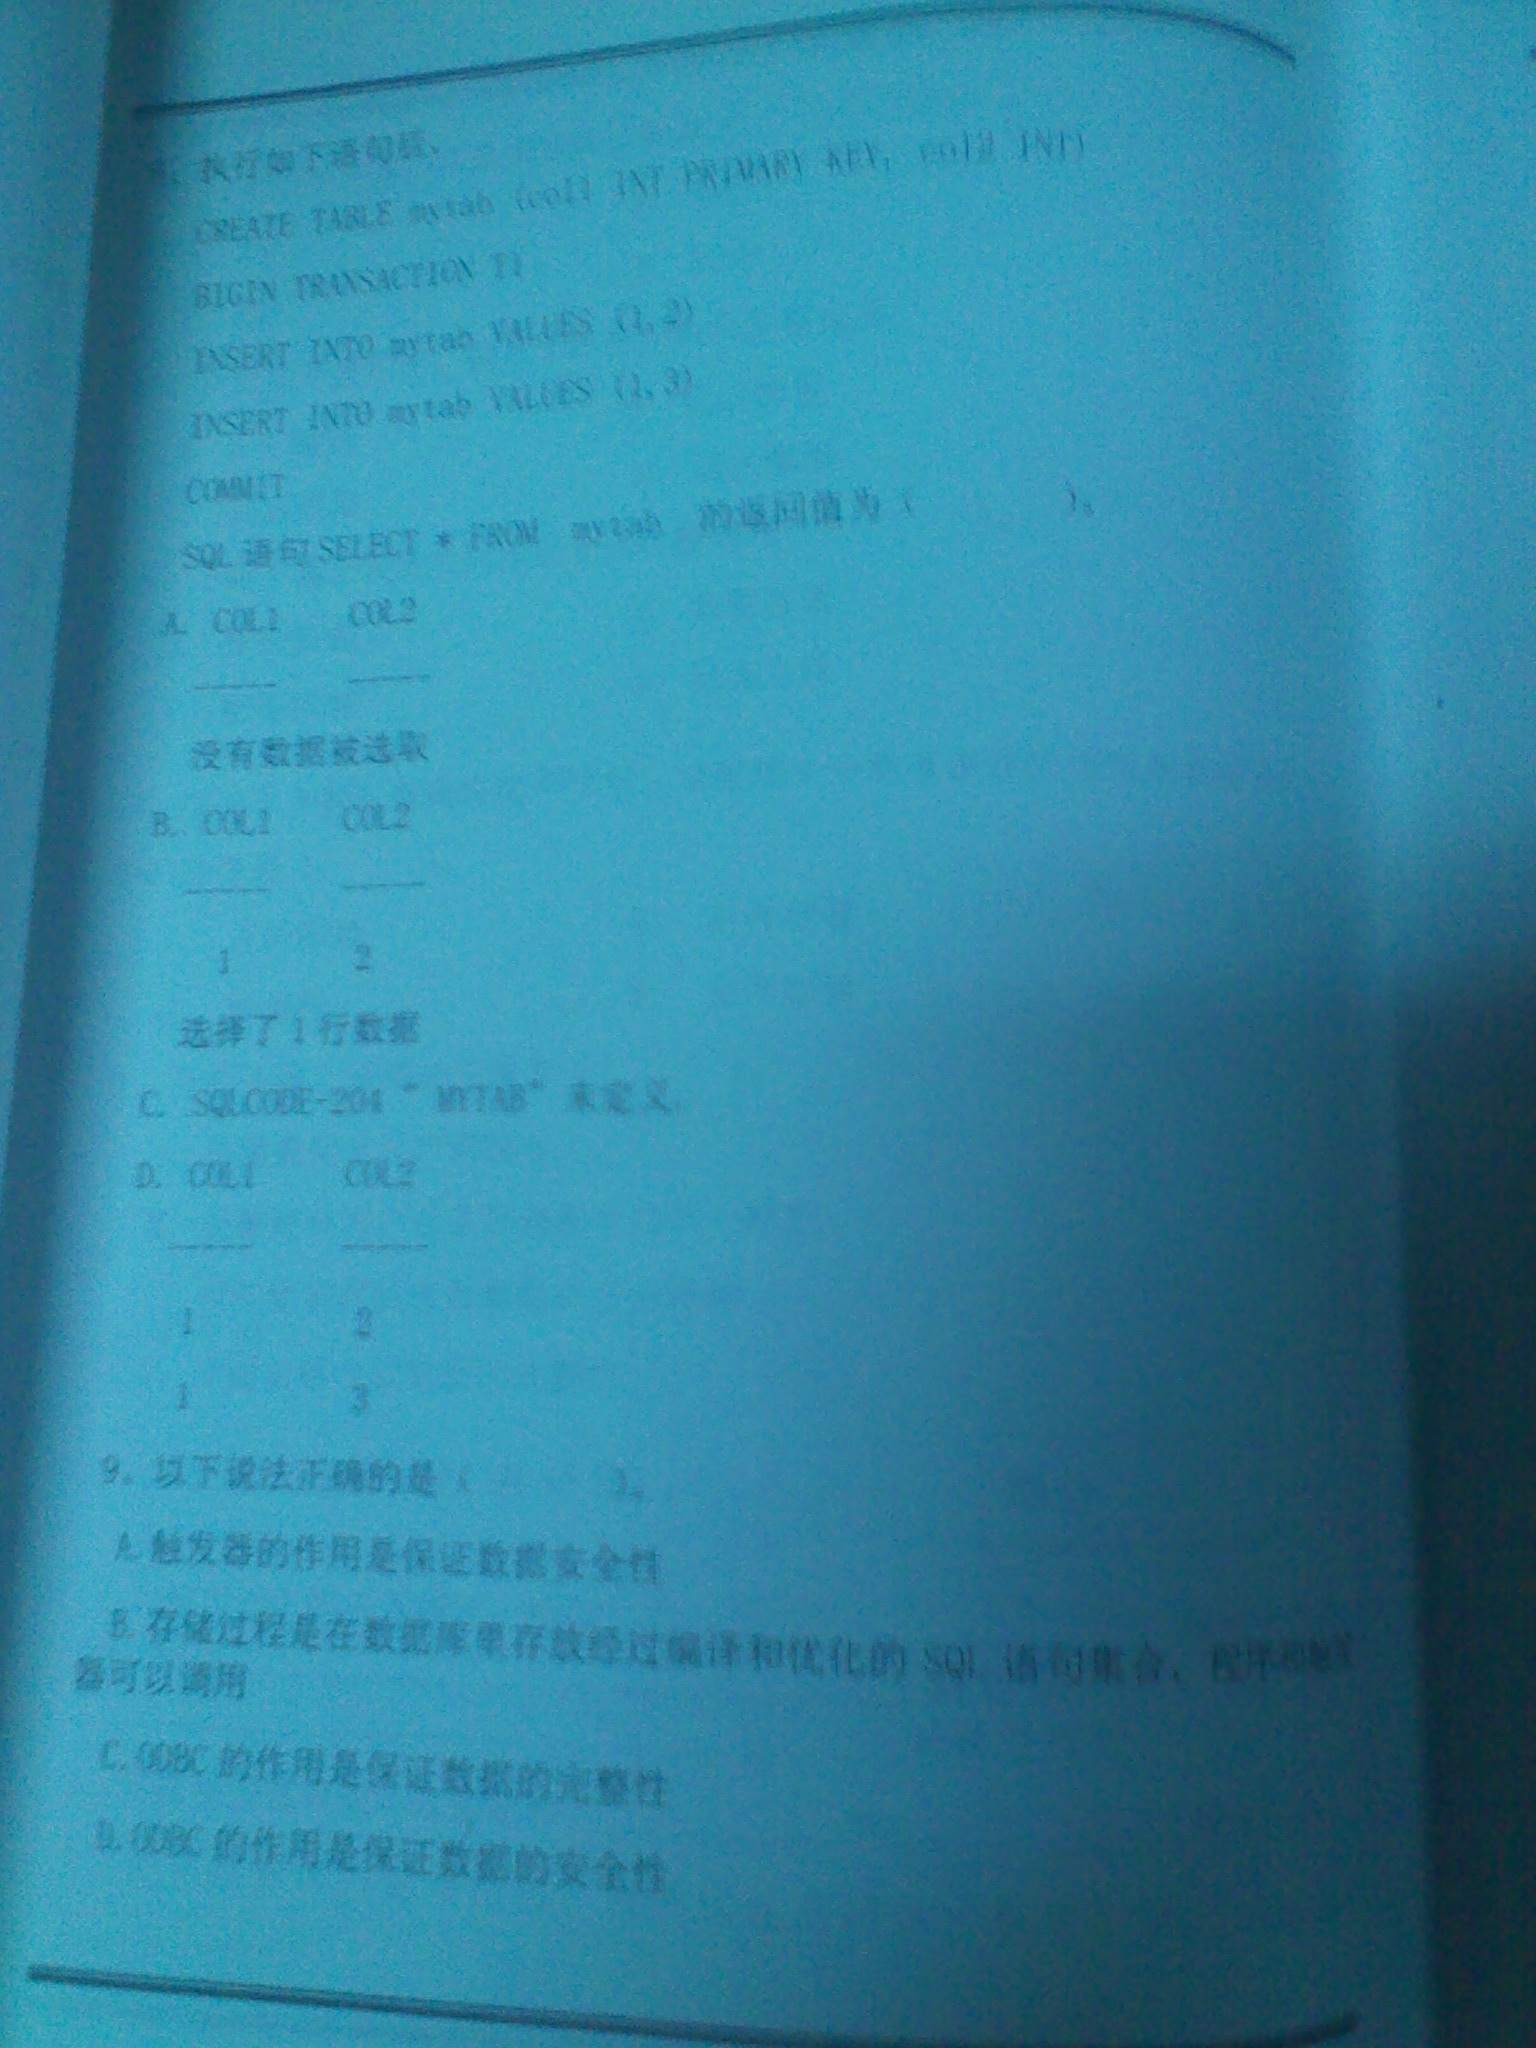 执行如下语句后,
CREATE TABLE mytab (col1 INT PRIMARY KEY, col2 INT)
BIGIN TRANSACTION T1
INSERT INTO mytab VALUES (1,2)
INSERT INTO mytab VALUES (1,3)
COMMIT
SQL 语句 SELECT * FROM mytab 的返回值为( )。
A. COL1 COL2
没有数据被选取
B. COL1 COL2
1 2
选择了 1 行数据
C. SQLCODE-204 “ MYTAB” 未定义.
D. COL1 COL2
1 2
1 3
9. 以下说法正确的是( )。
A.触发器的作用是保证数据安全性
B.存储过程是在数据库里存放经过编译和优化的 SQL 语句集合,程序和触发
器可以调用
C.ODBC 的作用是保证数据的完整性
D.ODBC 的作用是保证数据的安全性